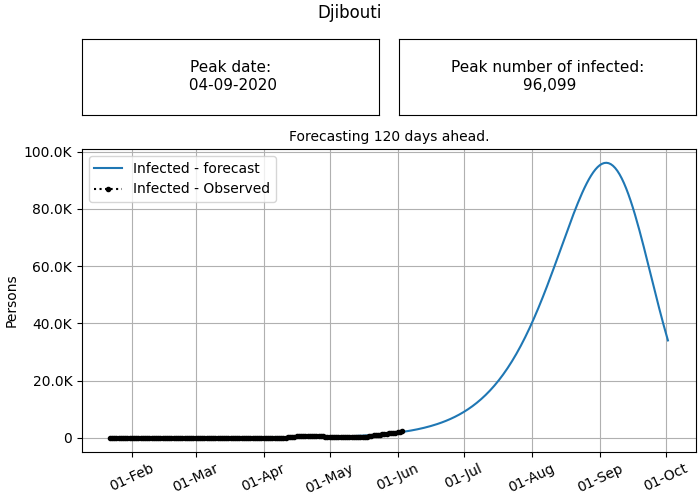 Djibouti
Peak date:
04-09-2020
Peak number of infected:
96,099
Forecasting 120 days ahead.
Infected - forecast
Infected - Observed
Persons
100.0K
80.0K
60.0K
40.0K
20.0K
0
01-Feb
01-Mar
01-Apr
01-May
01-Jun
01-Jul
01-Aug
01-Sep
01-Oct